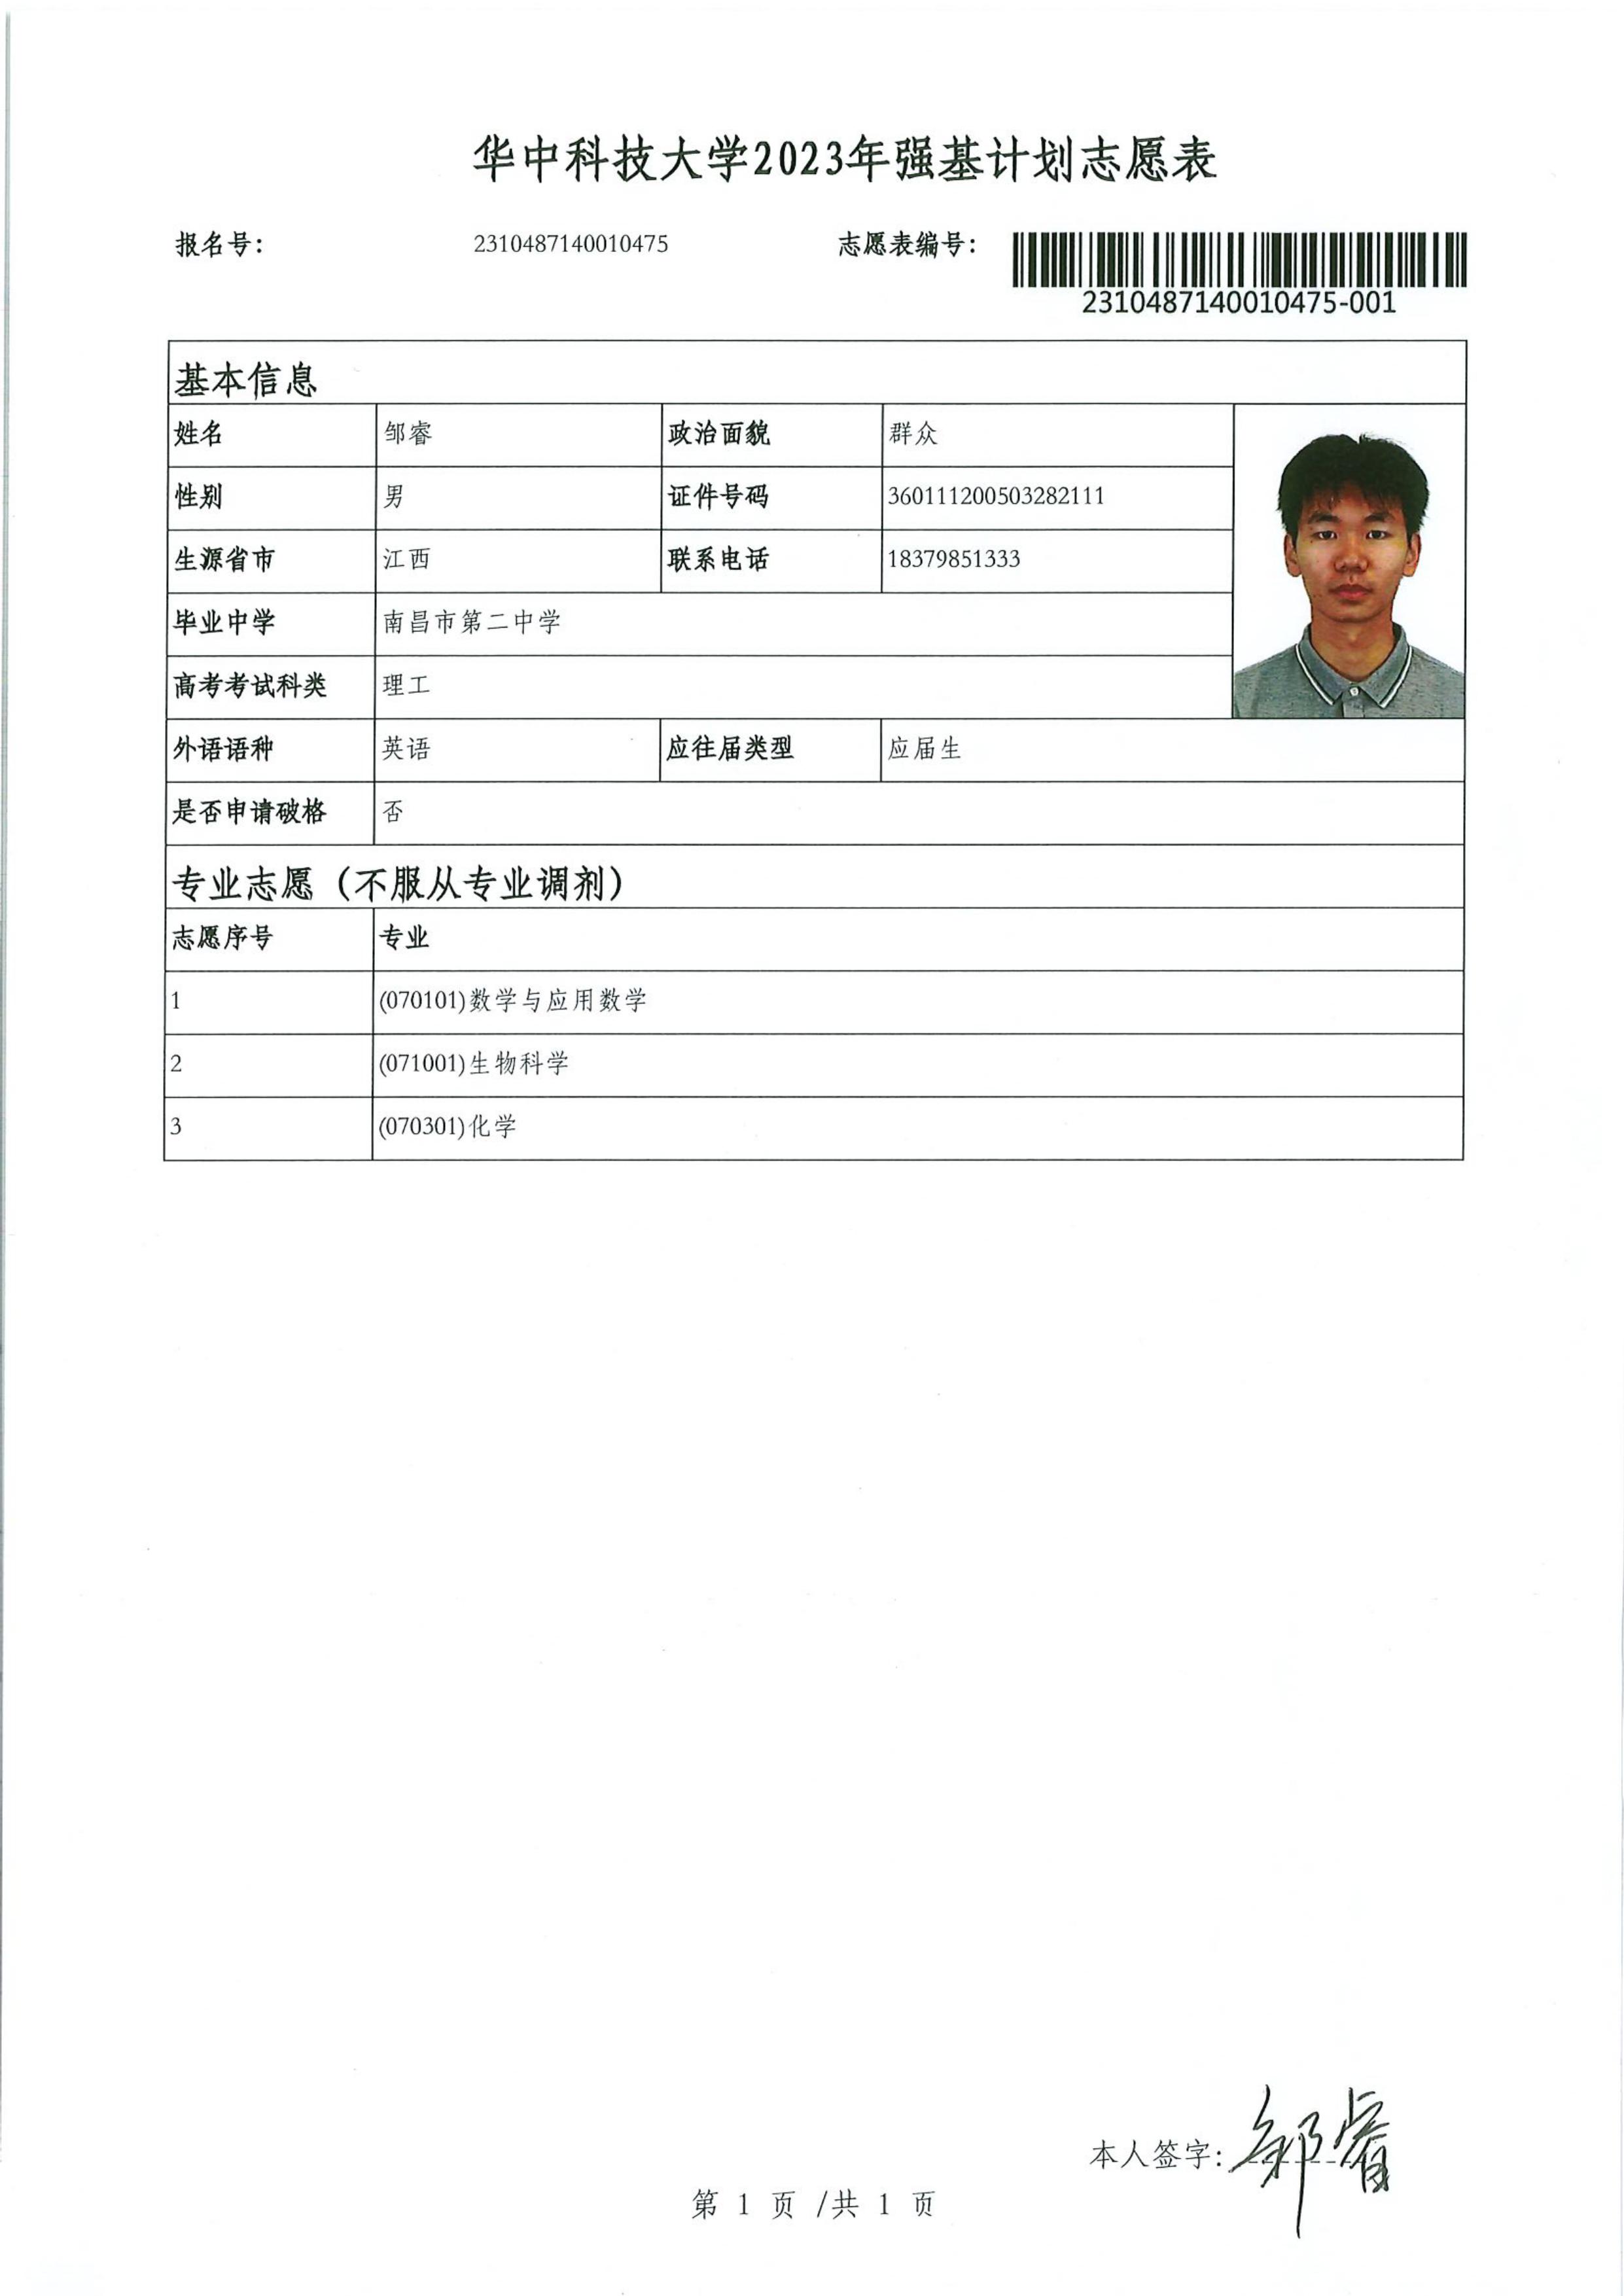 华中科技大学2023年强基计划志愿表
报名号： 2310487140010475 志愿表编号：
2310487140010475-001
基本信息
姓名 邹睿 政治面貌 群众
性别 男 证件号码 360111200503282111
生源省市 江西 联系电话 18379851333
毕业中学 南昌市第二中学
高考考试科类 理工
外语语种 英语 应往届类型 应届生
是否申请破格 否
专业志愿（不服从专业调剂）
志愿序号 专业
1 (070101)数学与应用数学
2 (071001)生物科学
3 (070301)化学
本人签字：邹睿
第 1 页 /共 1 页